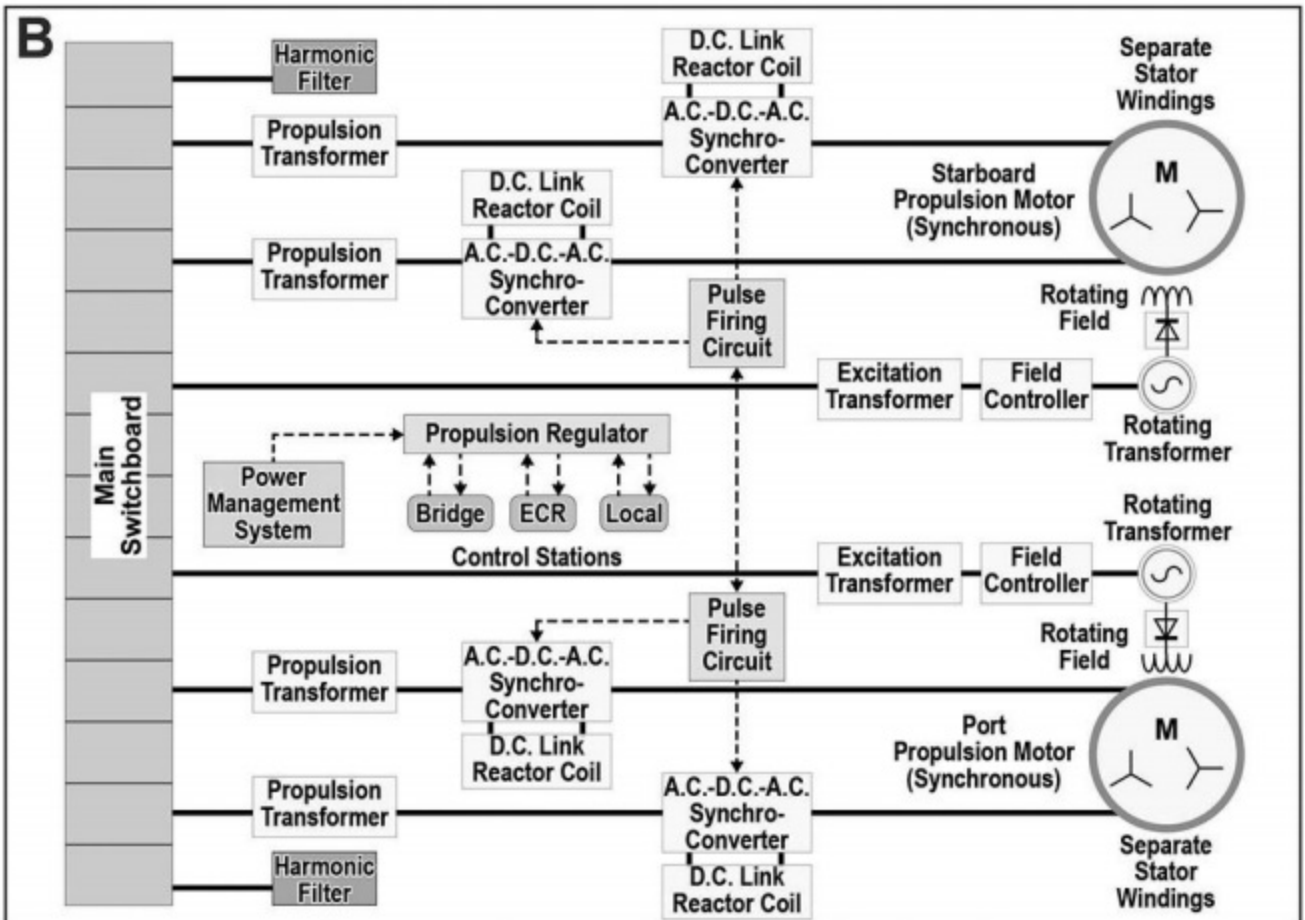 B
Harmonic
Filter
D.C. Link
Reactor Coil
Separate
Stator
Windings
Propulsion
Transformer
A.C.-D.C.-A.C.
Synchro-
Converter
M
D.C. Link
Reactor Coil
Starboard
Propulsion Motor
(Synchronous)
Propulsion
Transformer
A.C.-D.C.-A.C.
Synchro-
Converter
Pulse
Firing
Circuit
Rotating
Field
Excitation
Transformer
Field
Controller
Rotating
Transformer
Main
Switchboard
Propulsion Regulator
Power
Management
System
Bridge
ECR
Local
Control Stations
Rotating
Transformer
Excitation
Transformer
Field
Controller
Pulse
Firing
Circuit
Rotating
Field
Propulsion
Transformer
A.C.-D.C.-A.C.
Synchro-
Converter
D.C. Link
Reactor Coil
Port
Propulsion Motor
(Synchronous)
M
Propulsion
Transformer
A.C.-D.C.-A.C.
Synchro-
Converter
D.C. Link
Reactor Coil
Separate
Stator
Windings
Harmonic
Filter